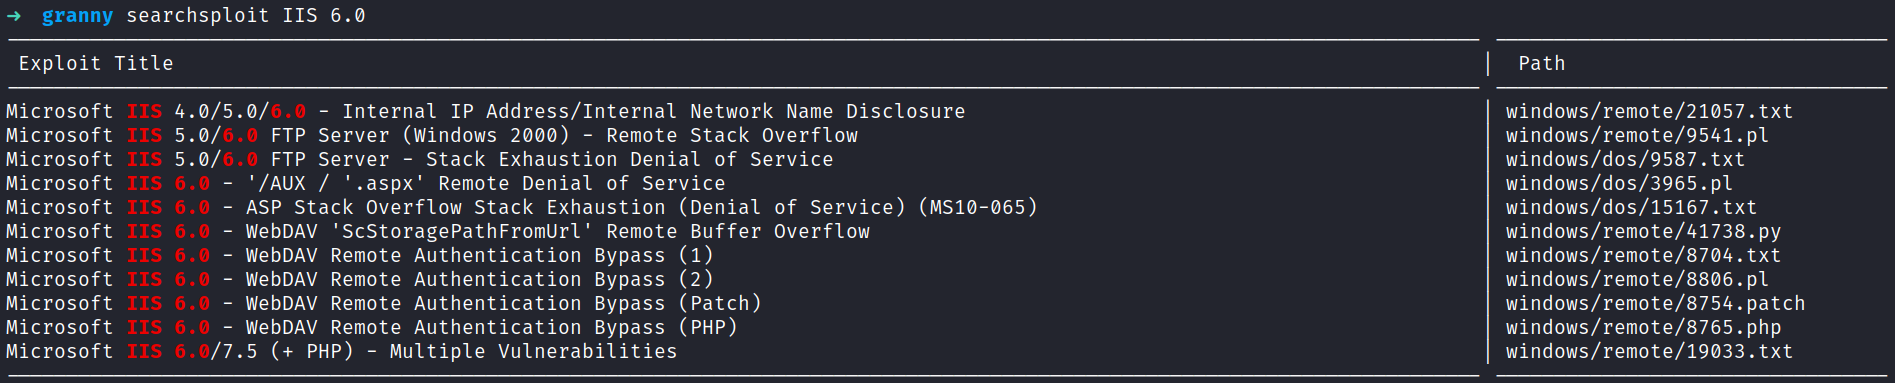 → granny searchsploit IIS 6.0
Exploit Title | Path
Microsoft IIS 4.0/5.0/6.0 - Internal IP Address/Internal Network Name Disclosure | windows/remote/21057.txt
Microsoft IIS 5.0/6.0 FTP Server (Windows 2000) - Remote Stack Overflow | windows/remote/9541.pl
Microsoft IIS 5.0/6.0 FTP Server - Stack Exhaustion Denial of Service | windows/dos/9587.txt
Microsoft IIS 6.0 - '/AUX / '.aspx' Remote Denial of Service | windows/dos/3965.pl
Microsoft IIS 6.0 - ASP Stack Overflow Stack Exhaustion (Denial of Service) (MS10-065) | windows/dos/15167.txt
Microsoft IIS 6.0 - WebDAV 'ScStoragePathFromUrl' Remote Buffer Overflow | windows/remote/41738.py
Microsoft IIS 6.0 - WebDAV Remote Authentication Bypass (1) | windows/remote/8704.txt
Microsoft IIS 6.0 - WebDAV Remote Authentication Bypass (2) | windows/remote/8806.pl
Microsoft IIS 6.0 - WebDAV Remote Authentication Bypass (Patch) | windows/remote/8754.patch
Microsoft IIS 6.0 - WebDAV Remote Authentication Bypass (PHP) | windows/remote/8765.php
Microsoft IIS 6.0/7.5 (+ PHP) - Multiple Vulnerabilities | windows/remote/19033.txt